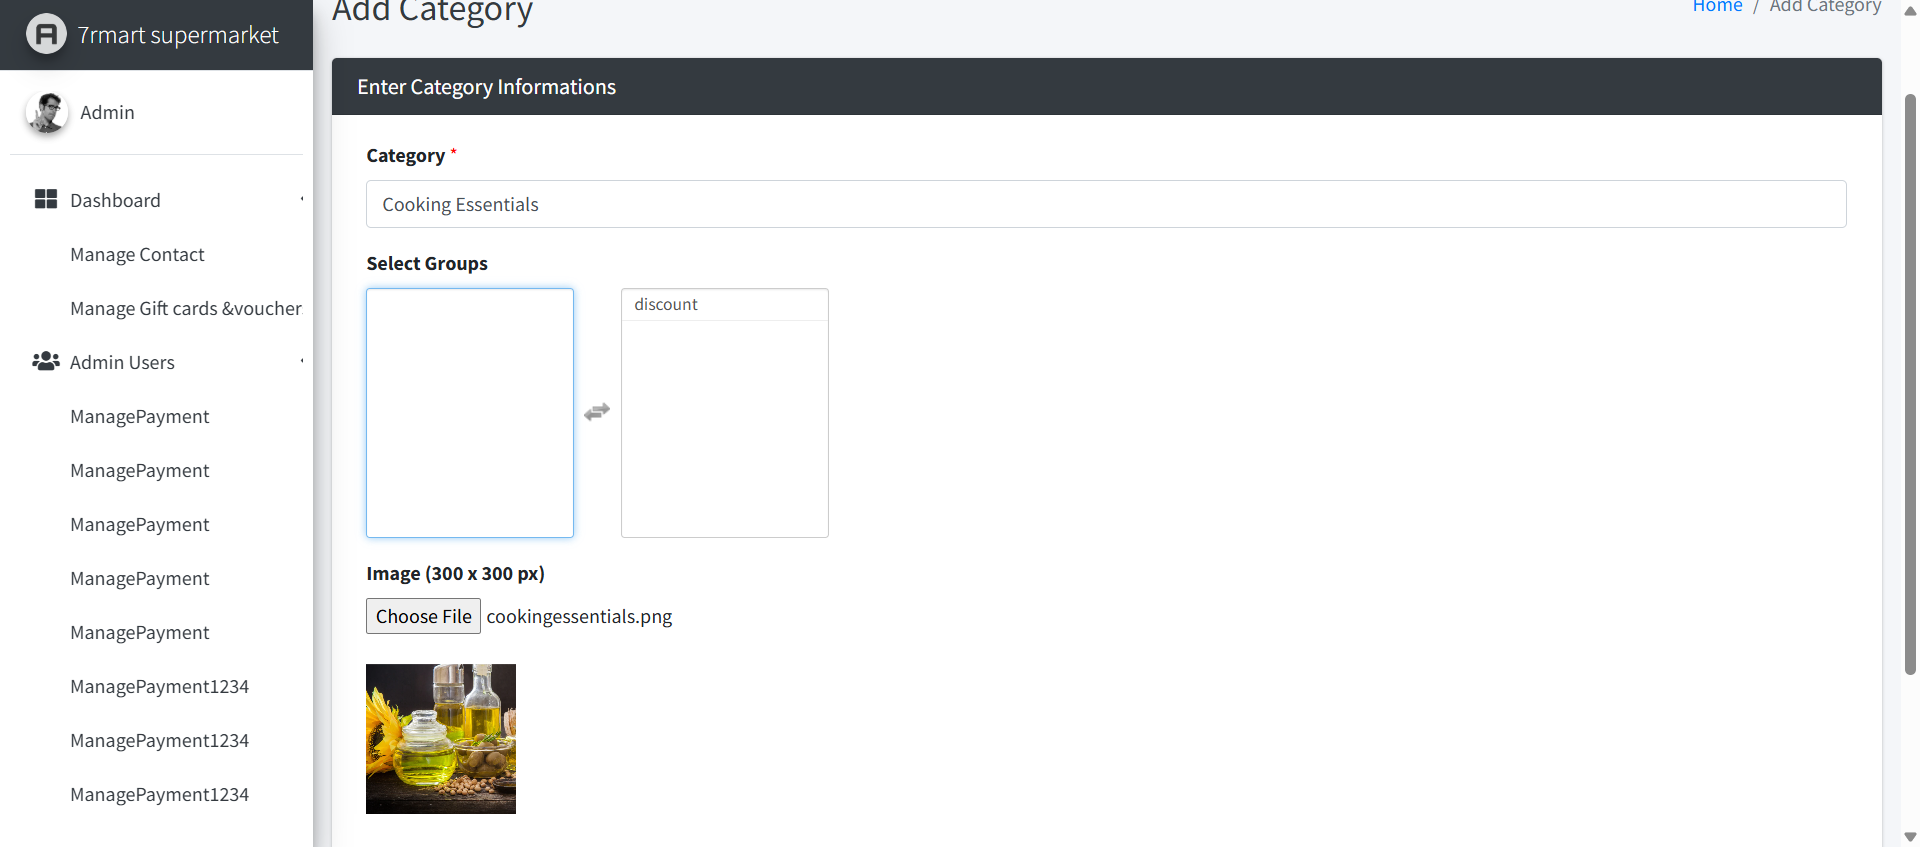 7rmart supermarket
Admin
Dashboard
Manage Contact
Manage Gift cards &voucher
Admin Users
ManagePayment
ManagePayment
ManagePayment
ManagePayment
ManagePayment
ManagePayment1234
ManagePayment1234
ManagePayment1234
Add Category
Home / Add Category
Enter Category Informations
Category *
Cooking Essentials
Select Groups
discount
Image (300 x 300 px)
Choose File cookingessentials.png